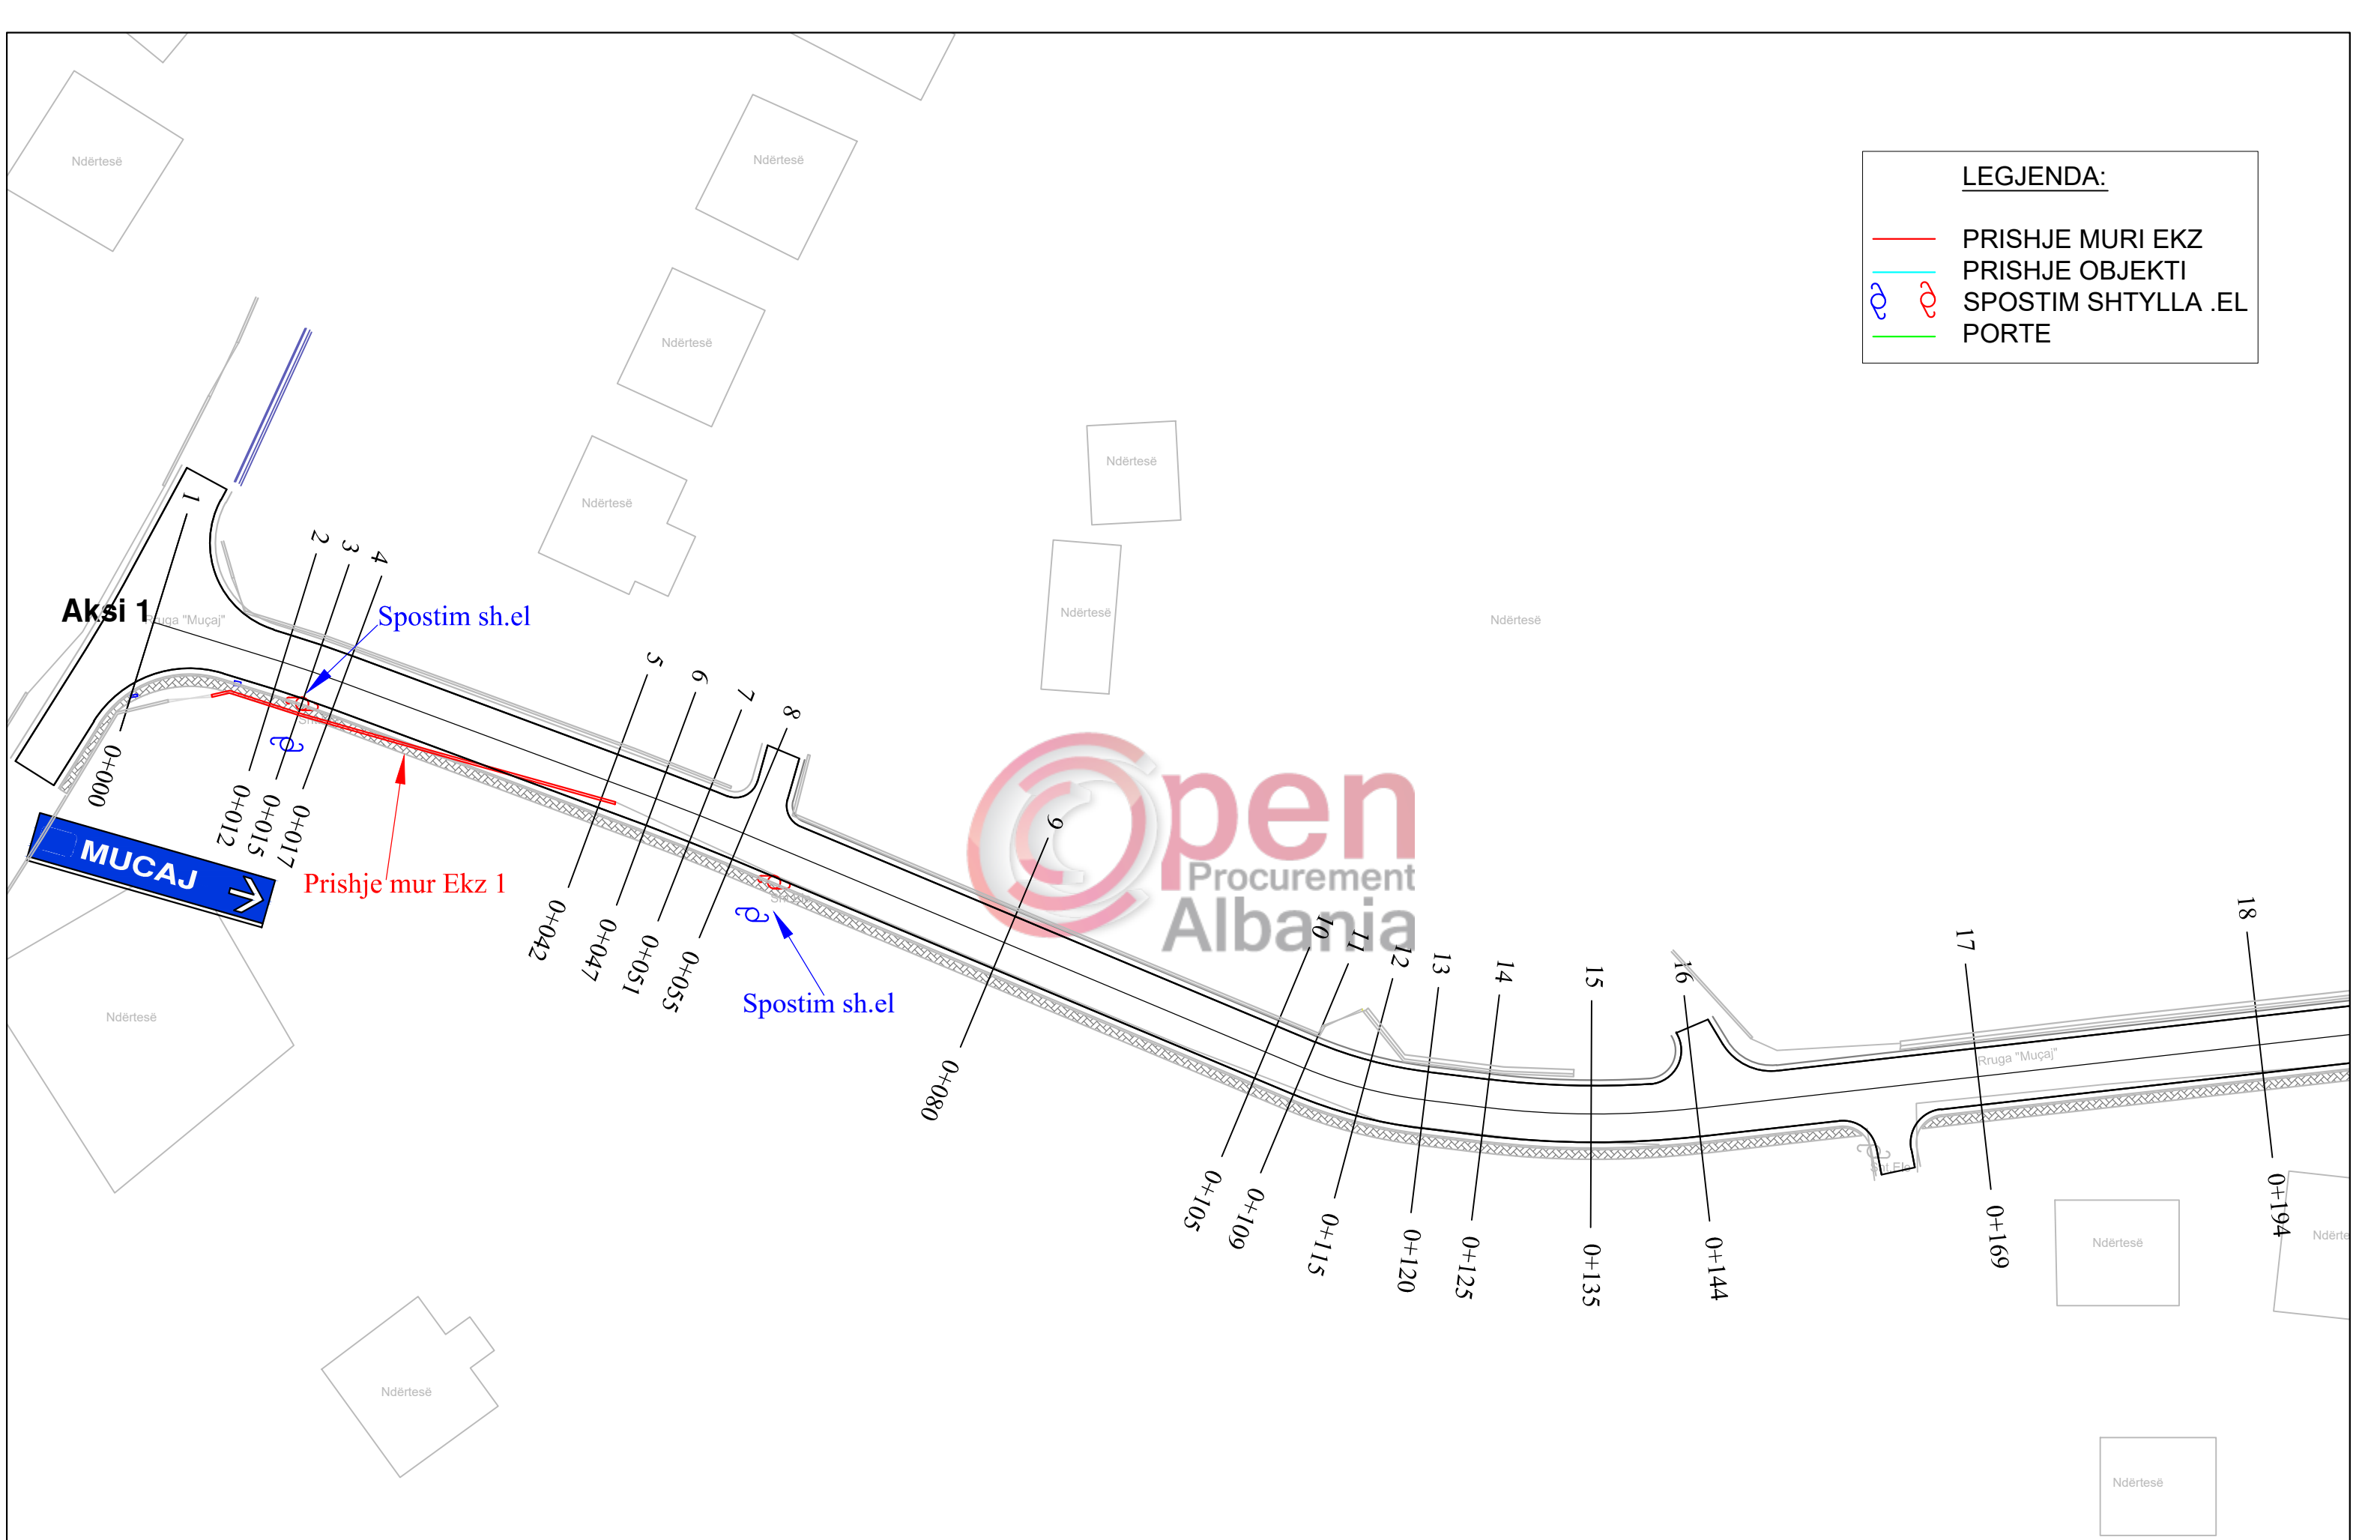 LEGJENDA:
PRISHJE MURI EKZ
PRISHJE OBJEKTI
SPOSTIM SHTYLLA .EL
PORTE
Ndërtesë
Ndërtesë
Ndërtesë
Ndërtesë
Ndërtesë
Ndërtesë
Ndërtesë
Aksi 1
Rruga "Muçaj"
Spostim sh.el
1
2
3
4
5
6
7
8
9
10
11
12
13
14
15
16
17
18
0+000
0+012
0+015
0+017
0+042
0+047
0+051
0+055
0+080
0+105
0+109
0+115
0+120
0+125
0+135
0+144
0+169
0+194
MUCAJ
Prishje mur Ekz 1
Spostim sh.el
pen
Procurement
Albania
Rruga "Muçaj"
Ndërtesë
Ndërtesë
Ndërtesë
Ndërtesë